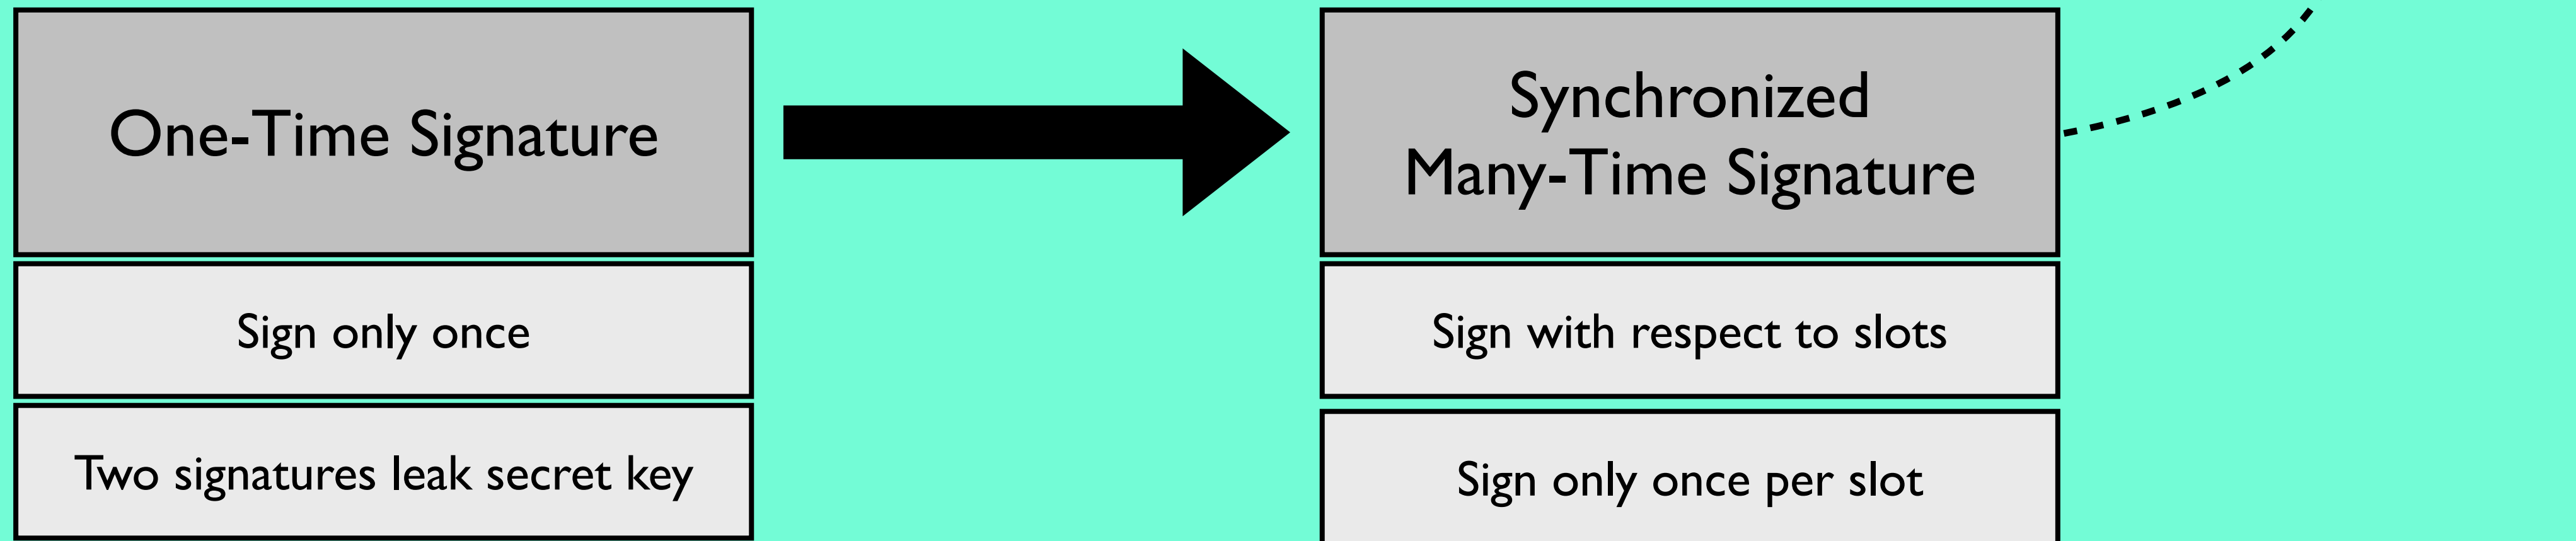 One-Time Signature
Sign only once
Two signatures leak secret key
Synchronized
Many-Time Signature
Sign with respect to slots
Sign only once per slot